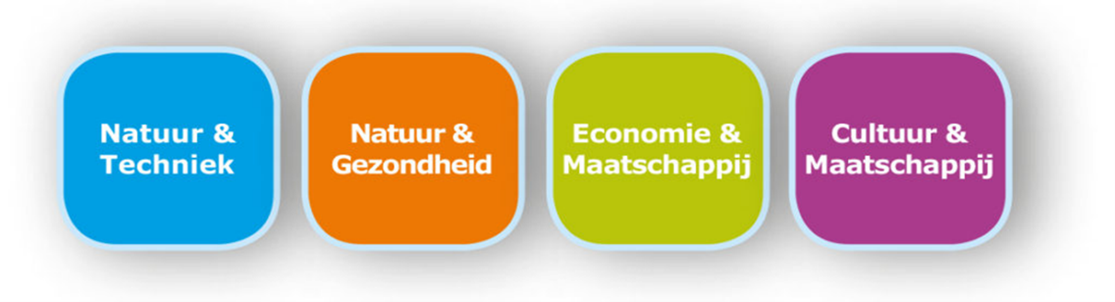 Natuur &
Techniek
Natuur &
Gezondheid
Economie &
Maatschappij
Cultuur &
Maatschappij